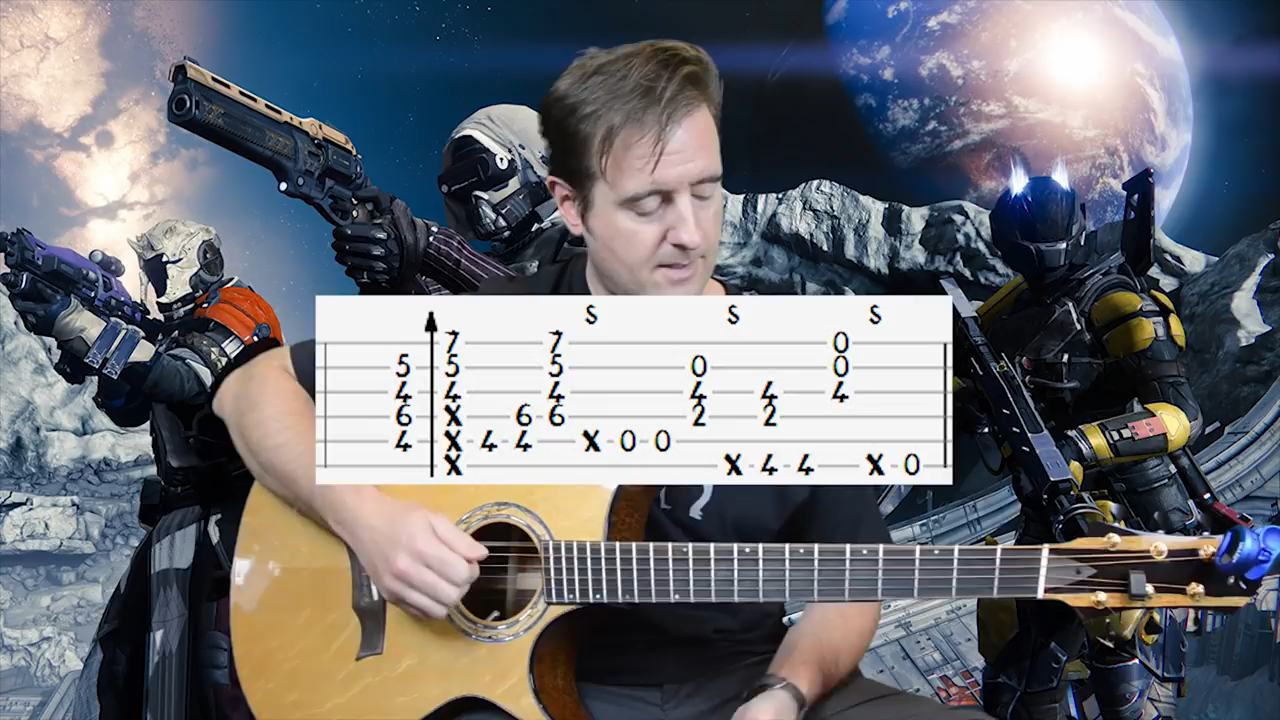 S S S
7 7 0
5 5 5 0 0
4 4 4 4 4 4
6 X 6 6 2 2
4 X 4 4 X 0 0
X X 4 4 X 0